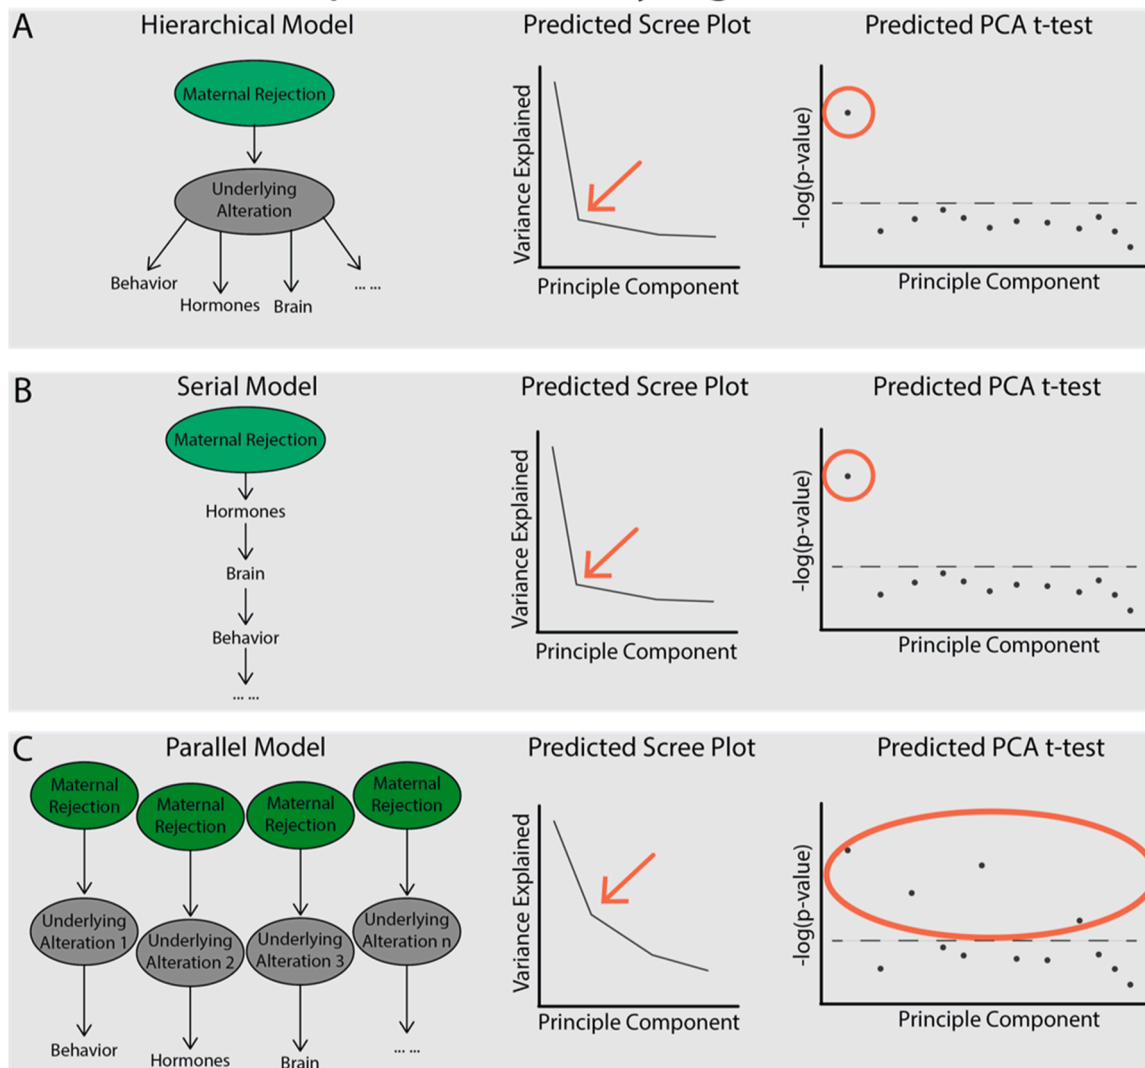 A
Hierarchical Model
Predicted Scree Plot
Predicted PCA t-test
Maternal Rejection
Underlying
Alteration
Behavior
Hormones
Brain
... ...
Variance Explained
Principle Component
-log(p-value)
Principle Component
B
Serial Model
Predicted Scree Plot
Predicted PCA t-test
Maternal Rejection
Hormones
Brain
Behavior
... ...
Variance Explained
Principle Component
-log(p-value)
Principle Component
C
Parallel Model
Predicted Scree Plot
Predicted PCA t-test
Maternal
Rejection
Maternal
Rejection
Maternal
Rejection
Maternal
Rejection
Underlying
Alteration 1
Underlying
Alteration 2
Underlying
Alteration 3
Underlying
Alteration n
Behavior
Hormones
Brain
... ...
Variance Explained
Principle Component
-log(p-value)
Principle Component